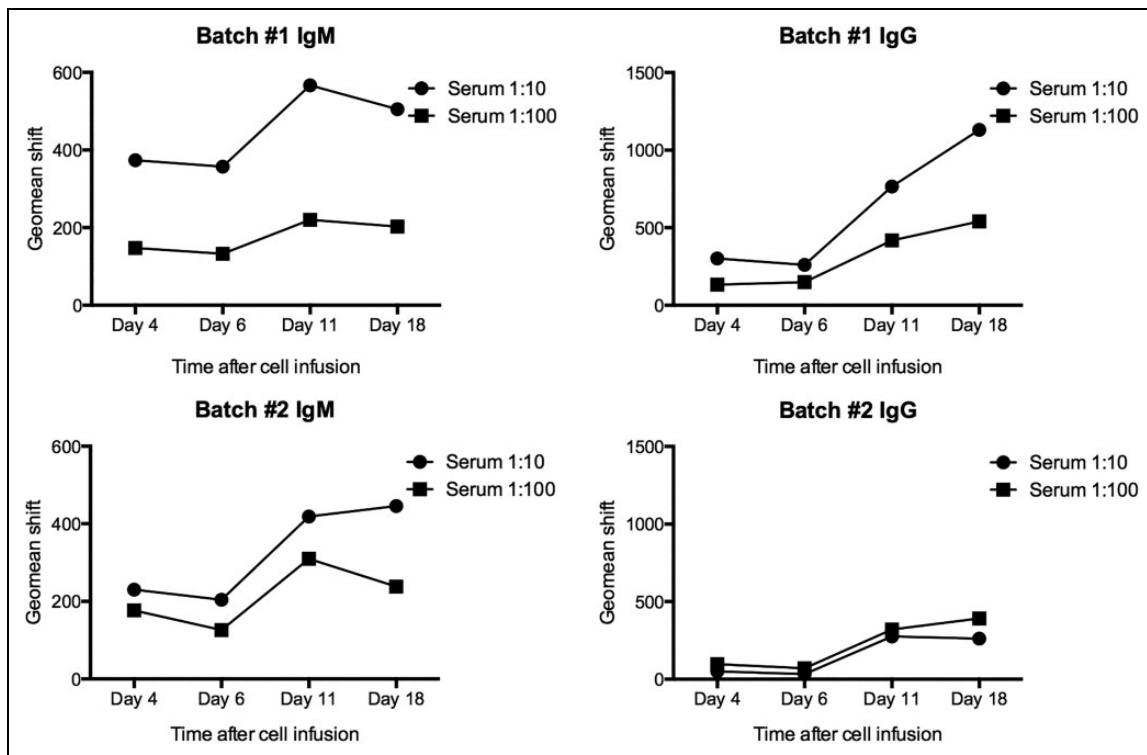 Batch #1 IgM
600
400
200
0
Geomean shift
Serum 1:10
Serum 1:100
Day 4 Day 6 Day 11 Day 18
Time after cell infusion
Batch #1 IgG
1500
1000
500
0
Geomean shift
Serum 1:10
Serum 1:100
Day 4 Day 6 Day 11 Day 18
Time after cell infusion
Batch #2 IgM
600
400
200
0
Geomean shift
Serum 1:10
Serum 1:100
Day 4 Day 6 Day 11 Day 18
Time after cell infusion
Batch #2 IgG
1500
1000
500
0
Geomean shift
Serum 1:10
Serum 1:100
Day 4 Day 6 Day 11 Day 18
Time after cell infusion